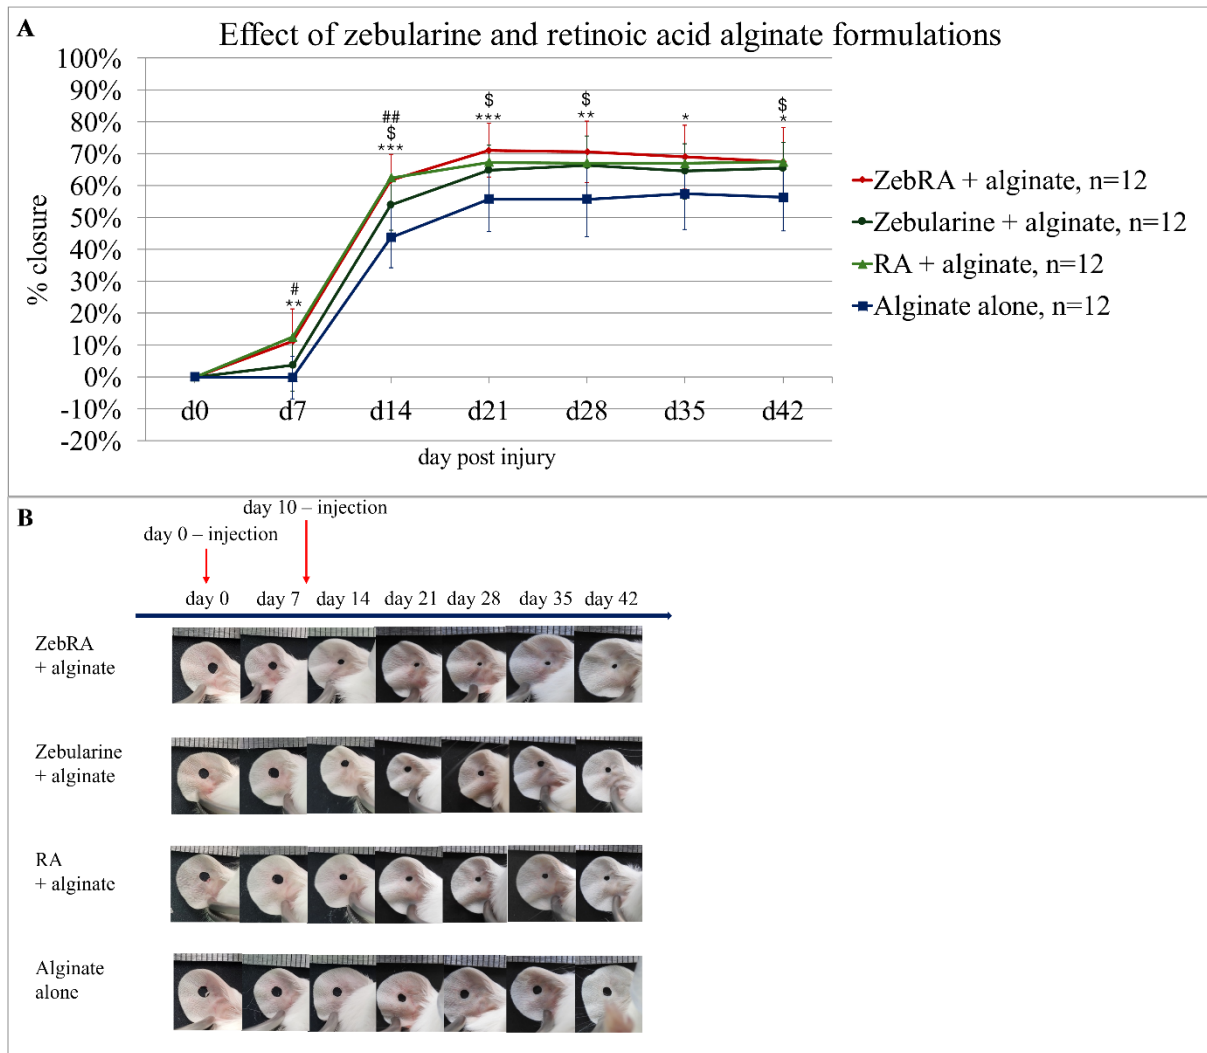 A
Effect of zebularine and retinoic acid alginate formulations
100%
90%
80%
70%
60%
50%
40%
30%
20%
10%
0%
-10%
-20%
% closure
#
**
##
$
***
$
***
$
**
*
$
*
d0 d7 d14 d21 d28 d35 d42
day post injury
ZebRA + alginate, n=12
Zebularine + alginate, n=12
RA + alginate, n=12
Alginate alone, n=12
B
day 10 – injection
day 0 – injection
day 0 day 7 day 14 day 21 day 28 day 35 day 42
ZebRA
+ alginate
Zebularine
+ alginate
RA
+ alginate
Alginate
alone